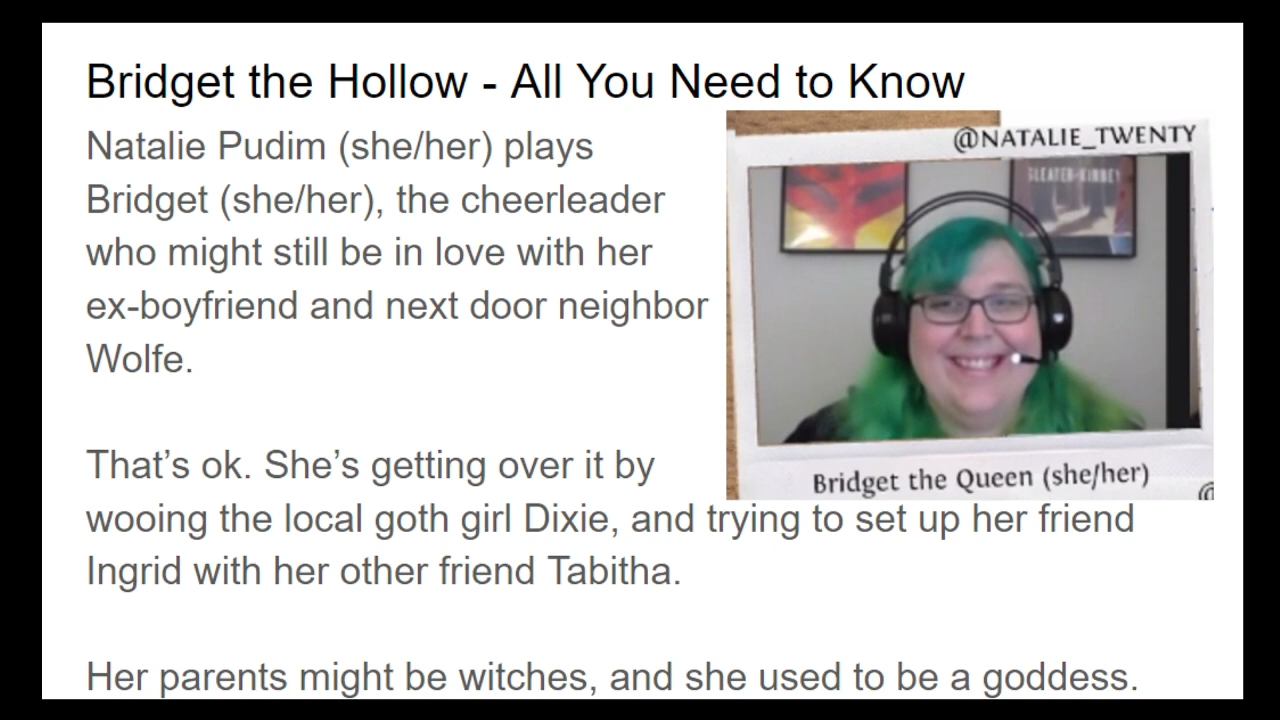 Bridget the Hollow - All You Need to Know
Natalie Pudim (she/her) plays
Bridget (she/her), the cheerleader
who might still be in love with her
ex-boyfriend and next door neighbor
Wolfe.
@NATALIE_TWENTY
SLEATER-KINNEY
Bridget the Queen (she/her)
@
That’s ok. She’s getting over it by
wooing the local goth girl Dixie, and trying to set up her friend
Ingrid with her other friend Tabitha.
Her parents might be witches, and she used to be a goddess.